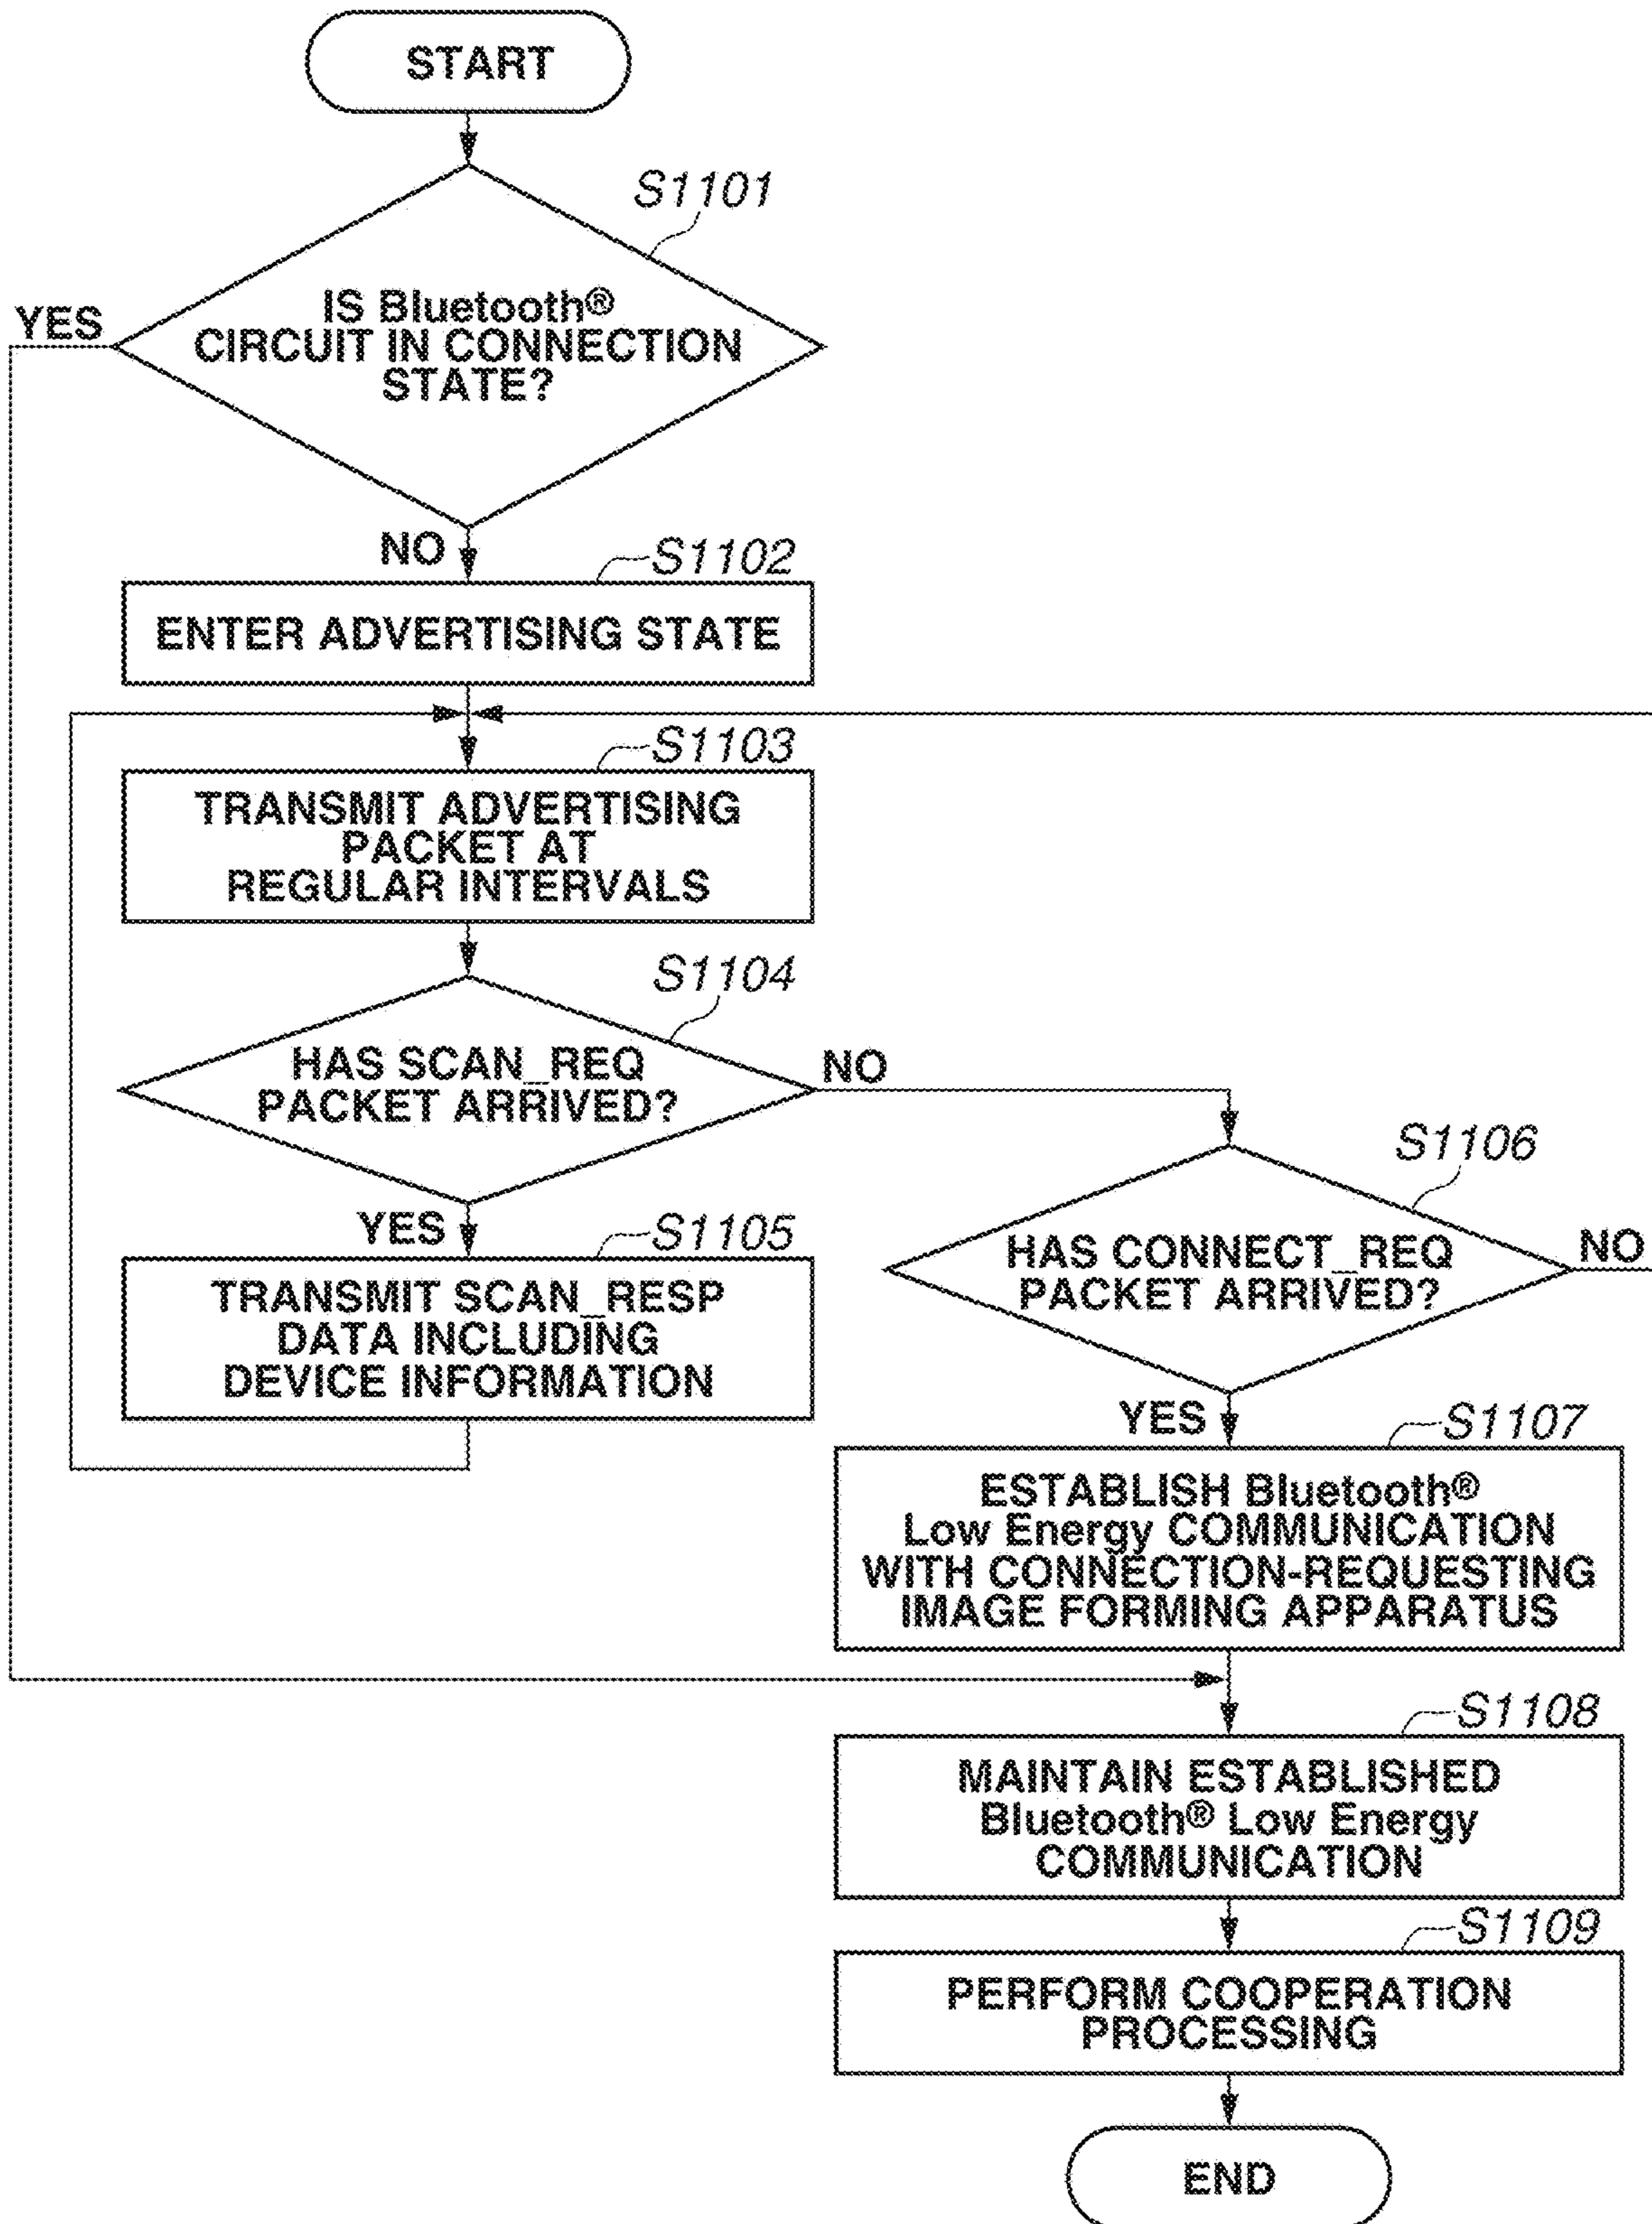 START
S1101
IS Bluetooth®
CIRCUIT IN CONNECTION
STATE?
YES
NO
S1102
ENTER ADVERTISING STATE
S1103
TRANSMIT ADVERTISING
PACKET AT
REGULAR INTERVALS
S1104
HAS SCAN_REQ
PACKET ARRIVED?
NO
YES
S1105
TRANSMIT SCAN_RESP
DATA INCLUDING
DEVICE INFORMATION
S1106
HAS CONNECT_REQ
PACKET ARRIVED?
NO
YES
S1107
ESTABLISH Bluetooth®
Low Energy COMMUNICATION
WITH CONNECTION-REQUESTING
IMAGE FORMING APPARATUS
S1108
MAINTAIN ESTABLISHED
Bluetooth® Low Energy
COMMUNICATION
S1109
PERFORM COOPERATION
PROCESSING
END